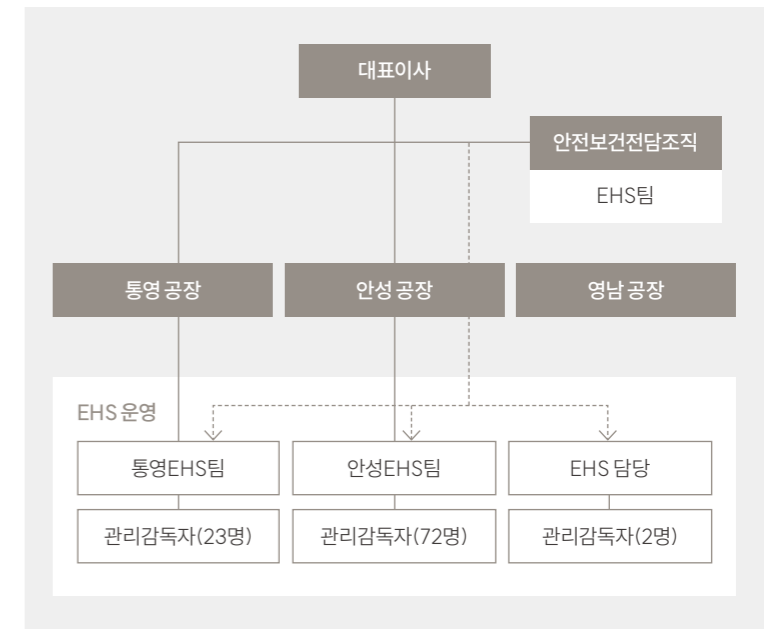 대표이사
안전보건전담조직
EHS팀
통영 공장
안성 공장
영남 공장
EHS 운영
통영EHS팀
안성EHS팀
EHS 담당
관리감독자(23명)
관리감독자(72명)
관리감독자(2명)